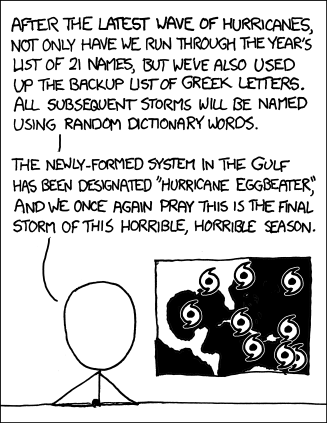 AFTER THE LATEST WAVE OF HURRICANES,
NOT ONLY HAVE WE RUN THROUGH THE YEAR'S
LIST OF 21 NAMES, BUT WE'VE ALSO USED
UP THE BACKUP LIST OF GREEK LETTERS.
ALL SUBSEQUENT STORMS WILL BE NAMED
USING RANDOM DICTIONARY WORDS.
THE NEWLY-FORMED SYSTEM IN THE GULF
HAS BEEN DESIGNATED "HURRICANE EGGBEATER",
AND WE ONCE AGAIN PRAY THIS IS THE FINAL
STORM OF THIS HORRIBLE, HORRIBLE SEASON.